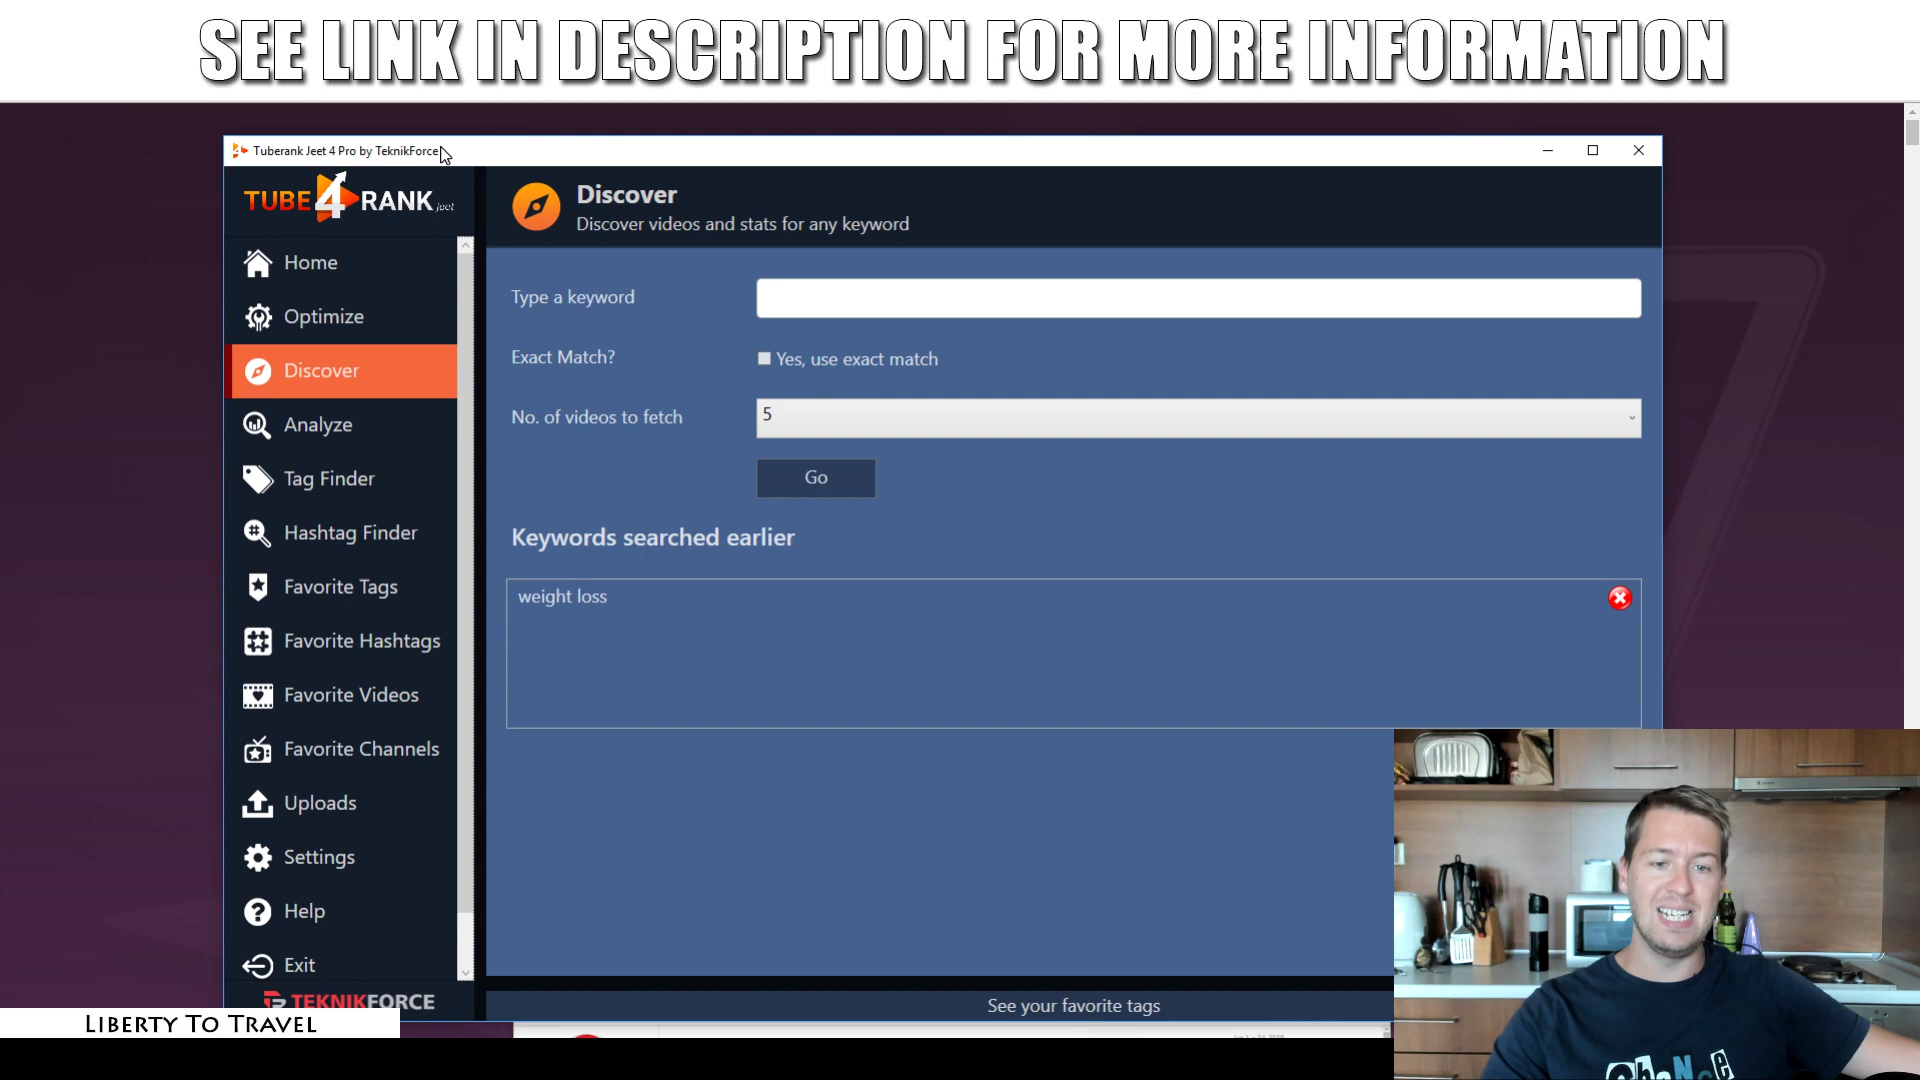 SEE LINK IN DESCRIPTION FOR MORE INFORMATION
Tuberank Jeet 4 Pro by TeknikForce
TUBE 4 RANK jeet
Home
Optimize
Discover
Analyze
Tag Finder
Hashtag Finder
Favorite Tags
Favorite Hashtags
Favorite Videos
Favorite Channels
Uploads
Settings
Help
Exit
TEKNIKFORCE
Discover
Discover videos and stats for any keyword
Type a keyword
Exact Match?
Yes, use exact match
No. of videos to fetch
5
Go
Keywords searched earlier
weight loss
See your favorite tags
LIBERTY TO TRAVEL